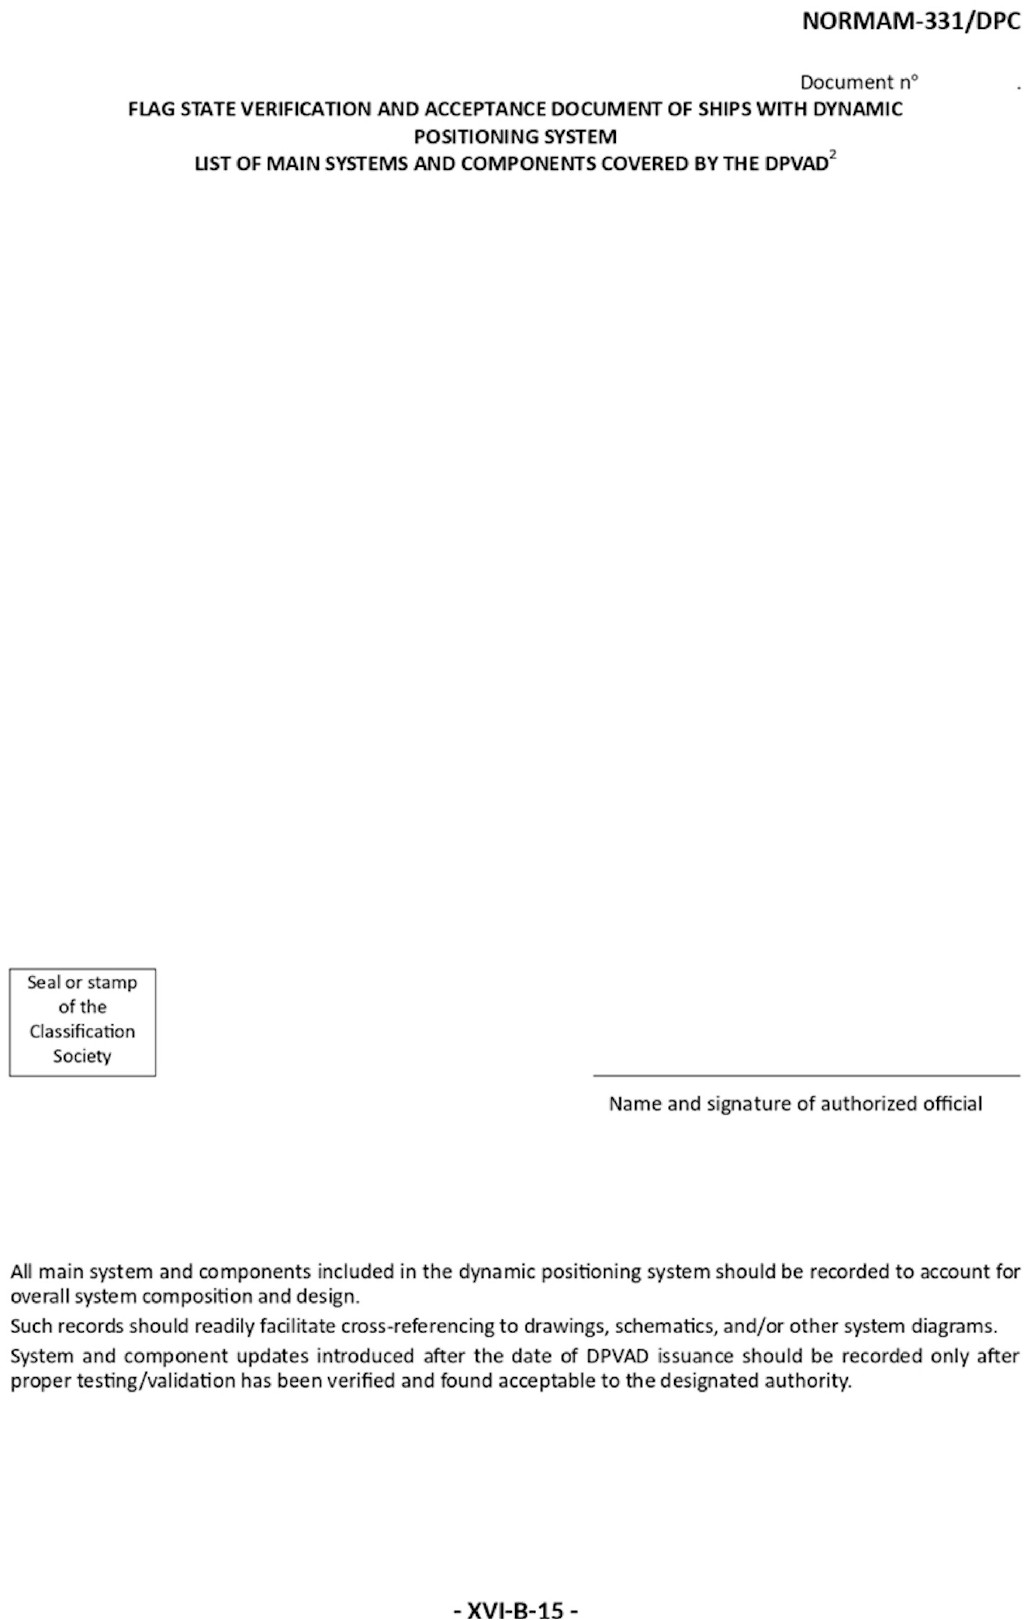 NORMAM-331/DPC
Document nº .
FLAG STATE VERIFICATION AND ACCEPTANCE DOCUMENT OF SHIPS WITH DYNAMIC
POSITIONING SYSTEM
LIST OF MAIN SYSTEMS AND COMPONENTS COVERED BY THE DPVAD²
Seal or stamp
of the
Classification
Society
Name and signature of authorized official
All main system and components included in the dynamic positioning system should be recorded to account for
overall system composition and design.
Such records should readily facilitate cross-referencing to drawings, schematics, and/or other system diagrams.
System and component updates introduced after the date of DPVAD issuance should be recorded only after
proper testing/validation has been verified and found acceptable to the designated authority.
- XVI-B-15 -